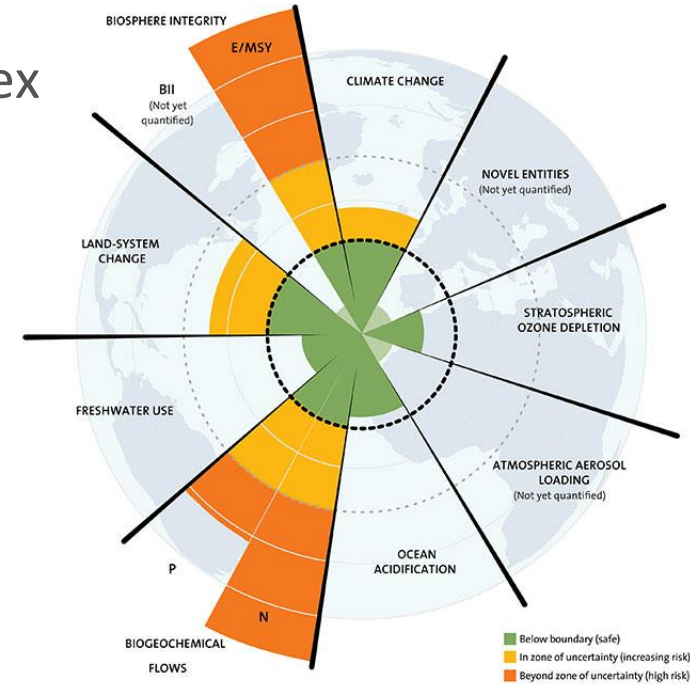 ex
BIOSPHERE INTEGRITY
E/MSY
BII
(Not yet
quantified)
CLIMATE CHANGE
NOVEL ENTITIES
(Not yet quantified)
LAND-SYSTEM
CHANGE
STRATOSPHERIC
OZONE DEPLETION
FRESHWATER USE
ATMOSPHERIC AEROSOL
LOADING
(Not yet quantified)
OCEAN
ACIDIFICATION
P
N
BIOGEOCHEMICAL
FLOWS
Below boundary (safe)
In zone of uncertainty (increasing risk)
Beyond zone of uncertainty (high risk)